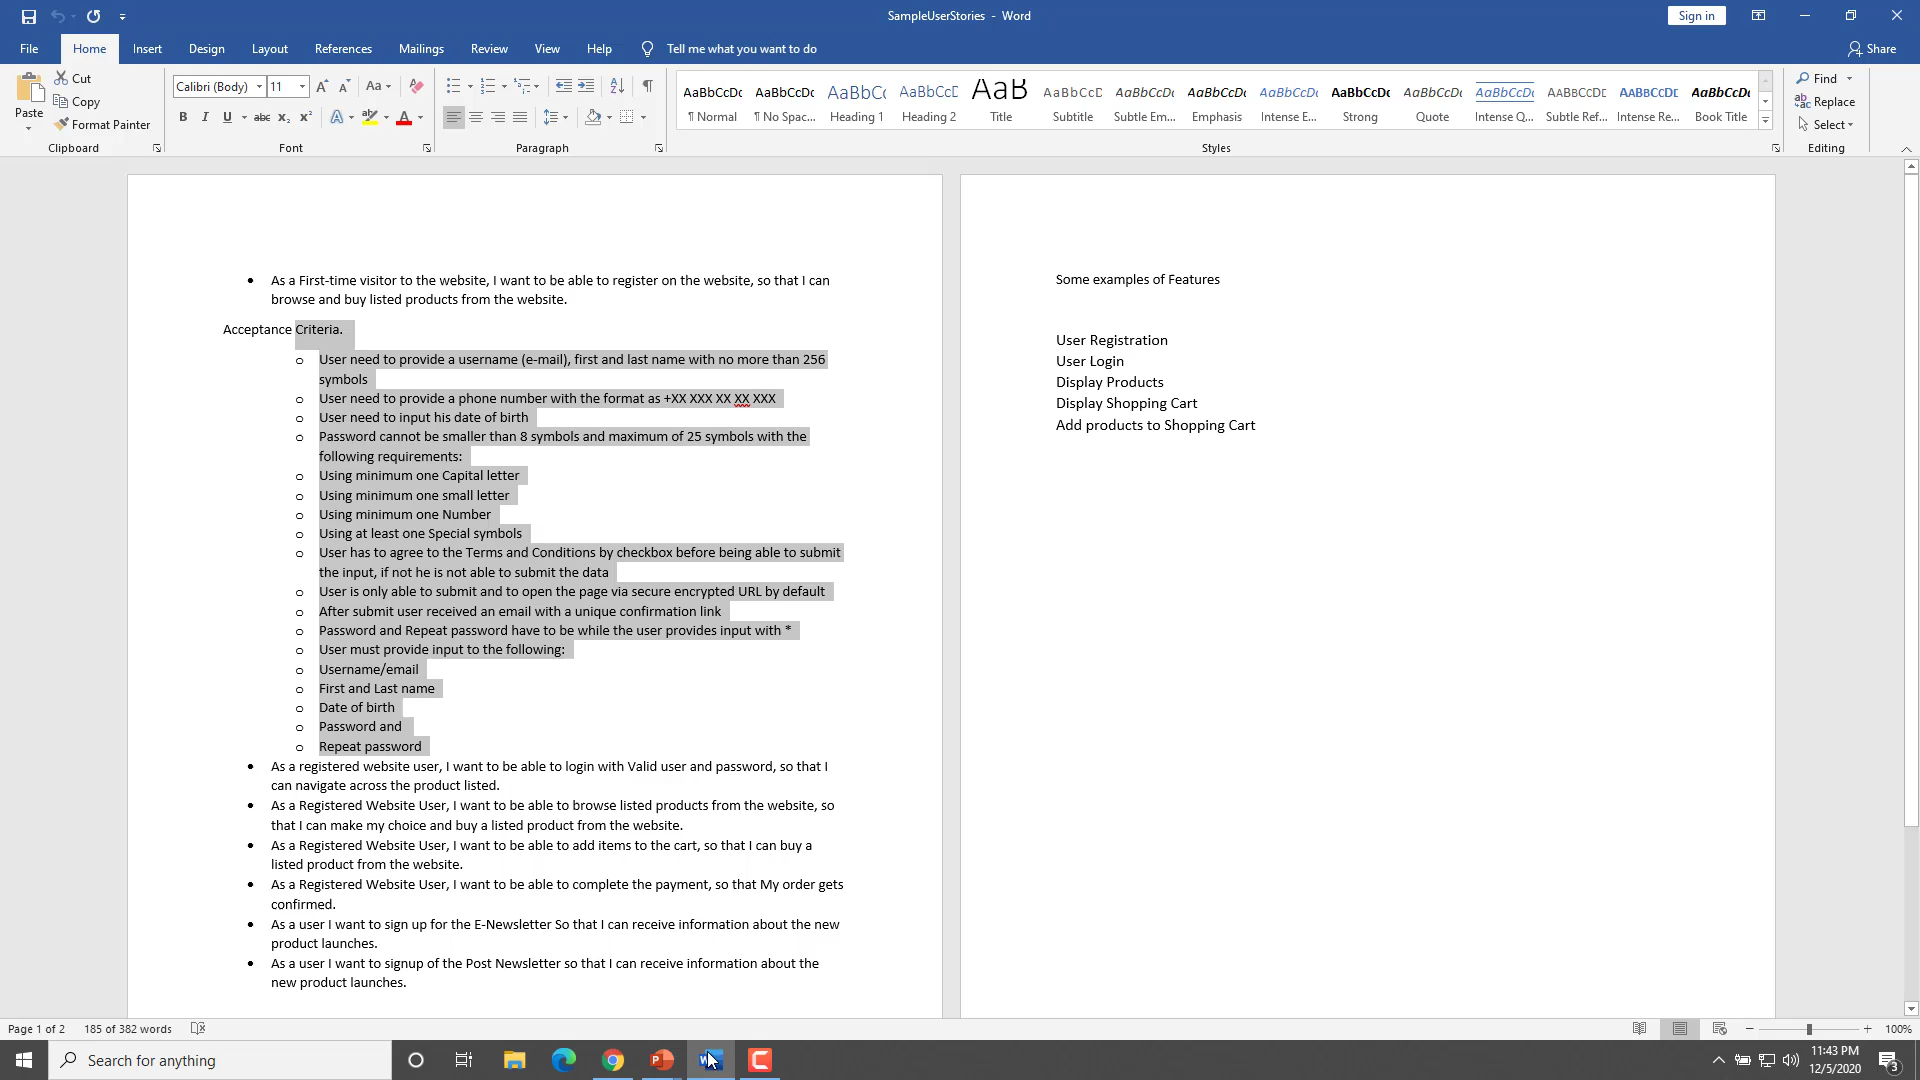 SampleUserStories - Word
Sign in
File Home Insert Design Layout References Mailings Review View Help Tell me what you want to do
Share
Paste
Cut
Copy
Format Painter
Clipboard
Calibri (Body) 11
Font
Paragraph
AaBbCcDc AaBbCcDc AaBbCc AaBbCcD AaB AaBbCcD AaBbCcDc AaBbCcDc AaBbCcDc AaBbCcDc AaBbCcDc AaBbCcDc AABBCCDE AABBCCDE AaBbCcDc
¶ Normal ¶ No Spac... Heading 1 Heading 2 Title Subtitle Subtle Em... Emphasis Intense E... Strong Quote Intense Q... Subtle Ref... Intense Re... Book Title
Styles
Find
Replace
Select
Editing
• As a First-time visitor to the website, I want to be able to register on the website, so that I can
browse and buy listed products from the website.
Acceptance Criteria.
o User need to provide a username (e-mail), first and last name with no more than 256
symbols
o User need to provide a phone number with the format as +XX XXX XX XX XXX
o User need to input his date of birth
o Password cannot be smaller than 8 symbols and maximum of 25 symbols with the
following requirements:
o Using minimum one Capital letter
o Using minimum one small letter
o Using minimum one Number
o Using at least one Special symbols
o User has to agree to the Terms and Conditions by checkbox before being able to submit
the input, if not he is not able to submit the data
o User is only able to submit and to open the page via secure encrypted URL by default
o After submit user received an email with a unique confirmation link
o Password and Repeat password have to be while the user provides input with *
o User must provide input to the following:
o Username/email
o First and Last name
o Date of birth
o Password and
o Repeat password
• As a registered website user, I want to be able to login with Valid user and password, so that I
can navigate across the product listed.
• As a Registered Website User, I want to be able to browse listed products from the website, so
that I can make my choice and buy a listed product from the website.
• As a Registered Website User, I want to be able to add items to the cart, so that I can buy a
listed product from the website.
• As a Registered Website User, I want to be able to complete the payment, so that My order gets
confirmed.
• As a user I want to sign up for the E-Newsletter So that I can receive information about the new
product launches.
• As a user I want to signup of the Post Newsletter so that I can receive information about the
new product launches.
Some examples of Features
User Registration
User Login
Display Products
Display Shopping Cart
Add products to Shopping Cart
Page 1 of 2 185 of 382 words
100%
Search for anything
11:43 PM
12/5/2020
3